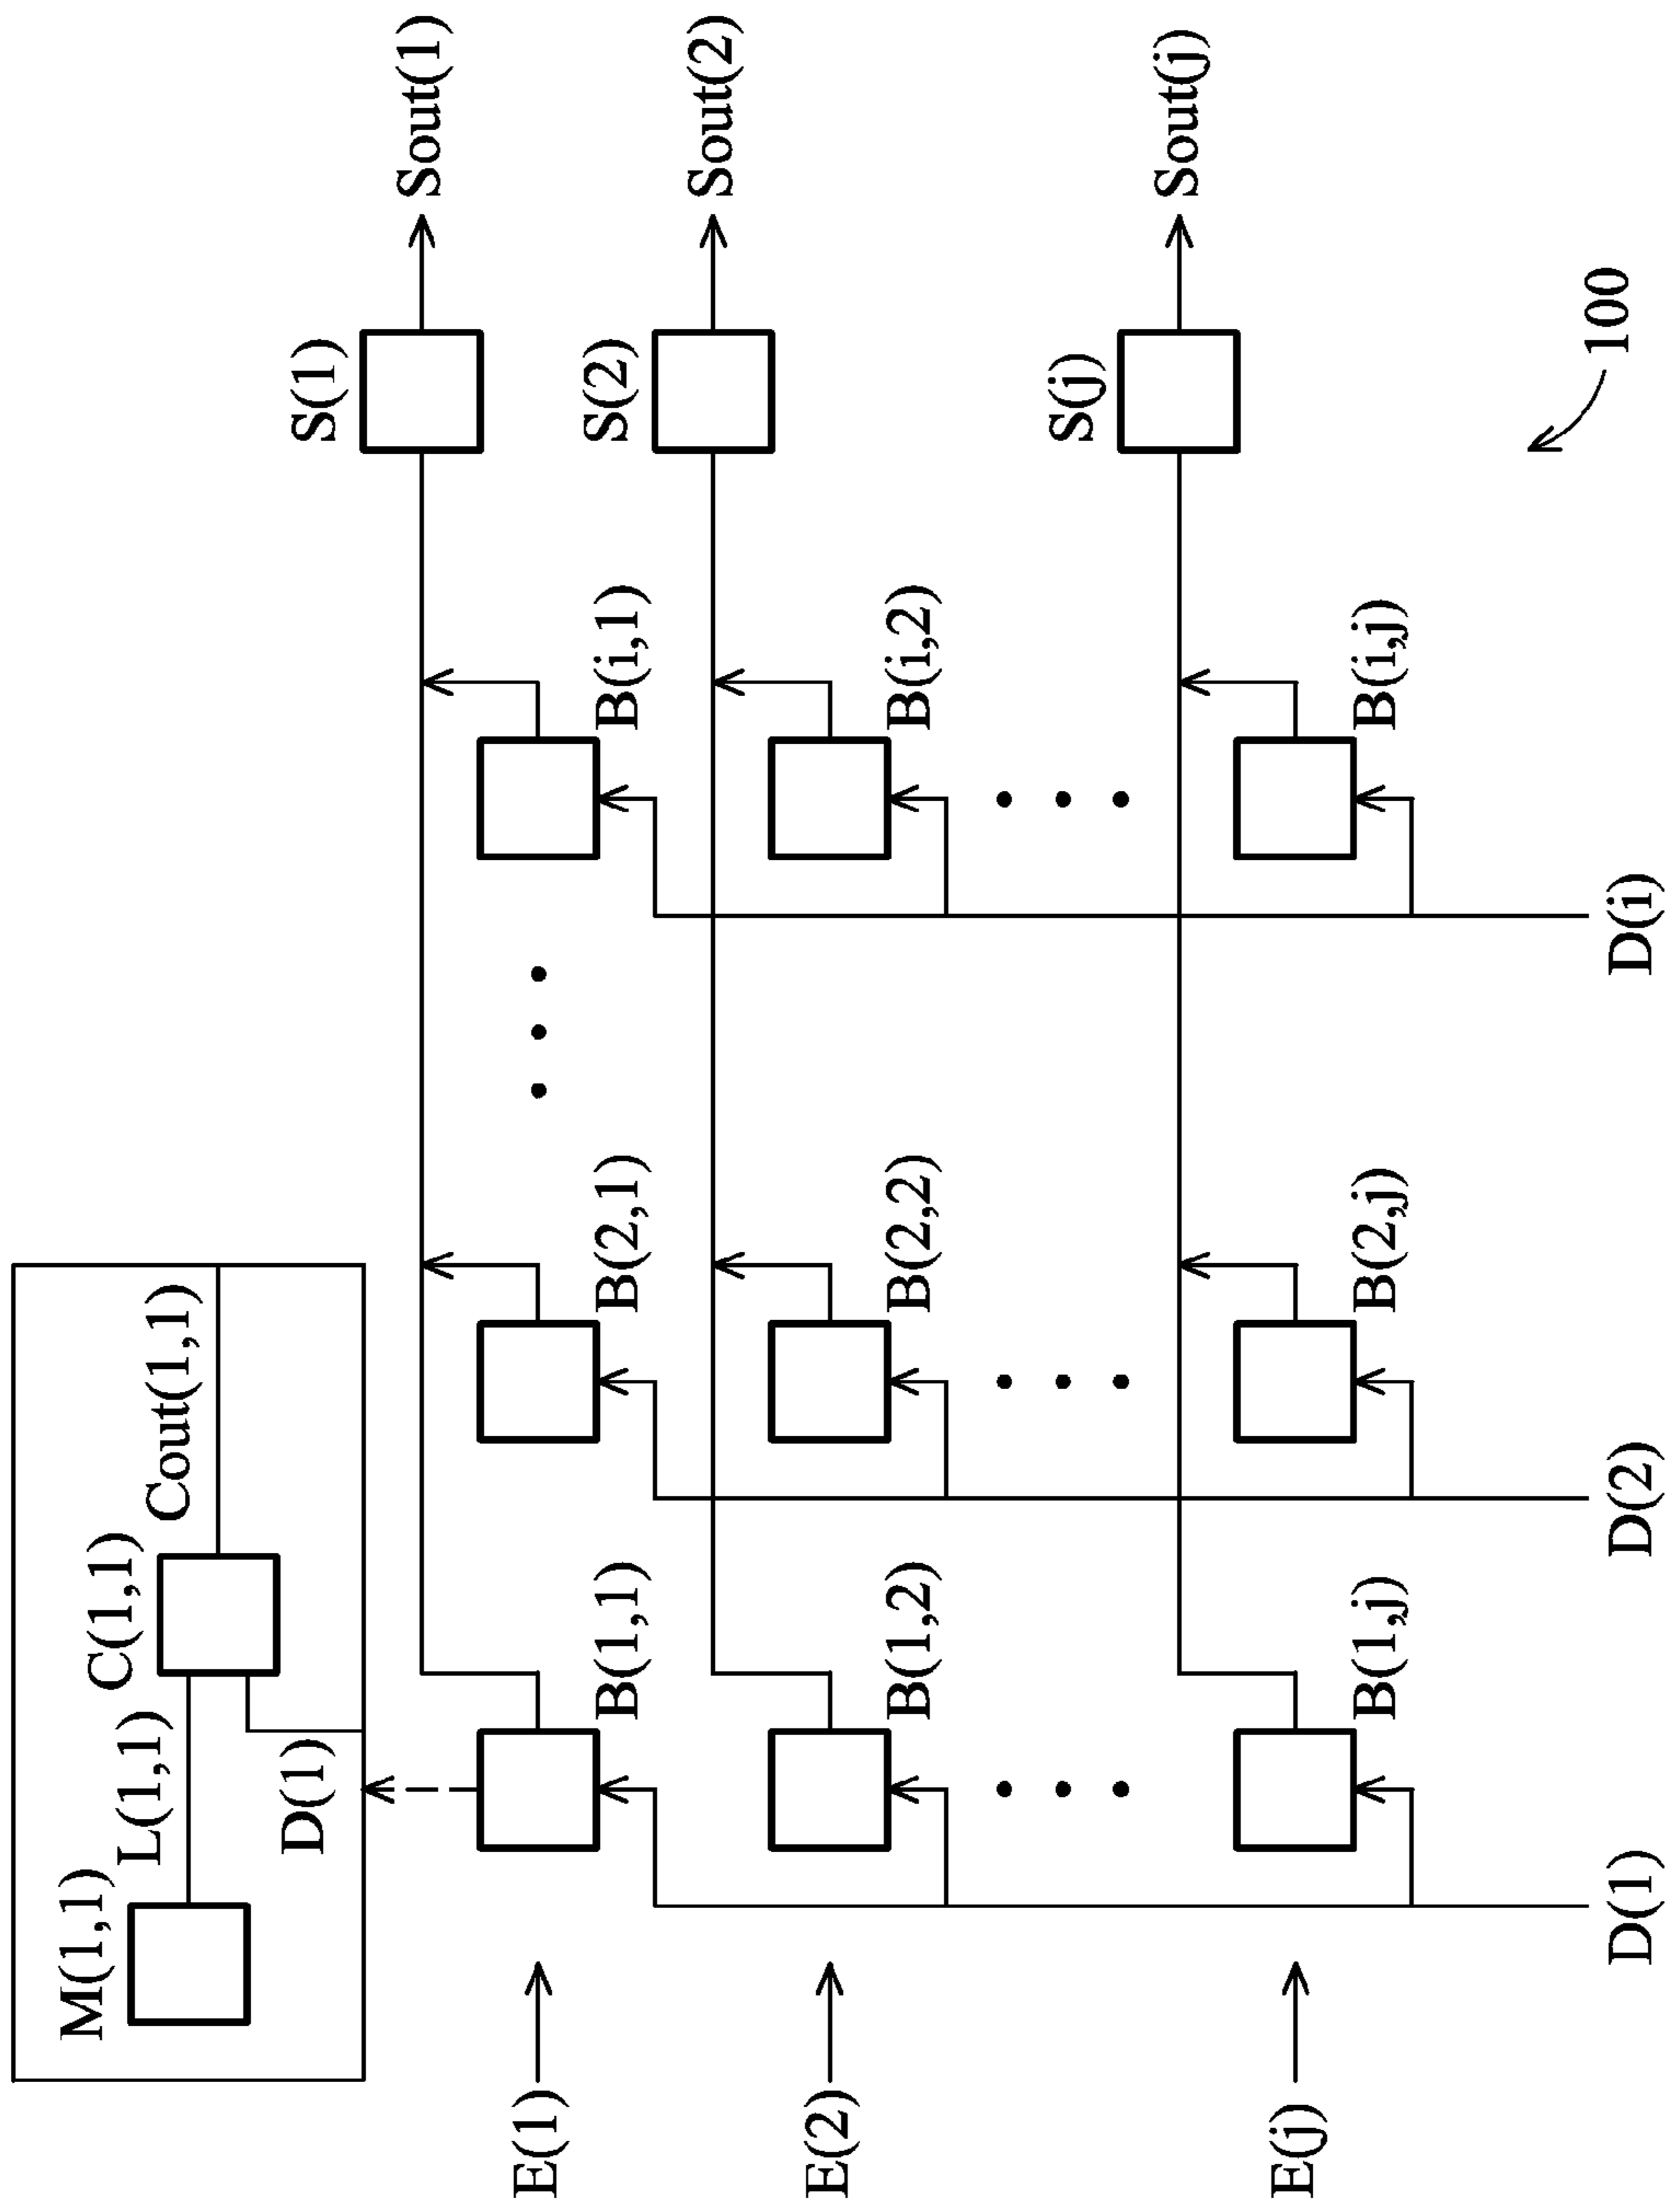 M(1,1)
L(1,1)
C(1,1)
Cout(1,1)
D(1)
S(1)
Sout(1)
E(1)
B(1,1)
B(2,1)
B(i,1)
S(2)
Sout(2)
E(2)
B(1,2)
B(2,2)
B(i,2)
S(j)
Sout(j)
E(j)
B(1,j)
B(2,j)
B(i,j)
D(1)
D(2)
D(i)
100